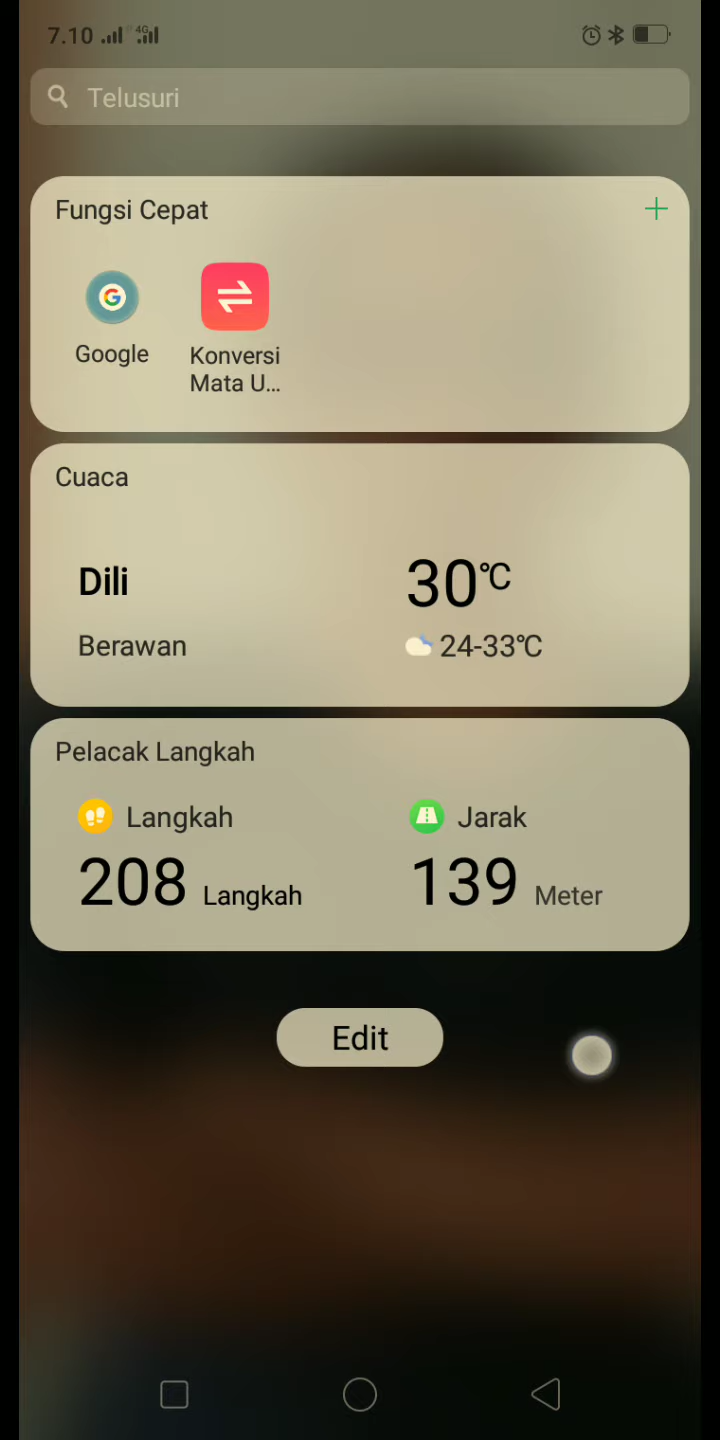 7.10 4G
Telusuri
Fungsi Cepat
Google
Konversi
Mata U...
Cuaca
Dili 30℃
Berawan 24-33℃
Pelacak Langkah
Langkah Jarak
208 Langkah 139 Meter
Edit